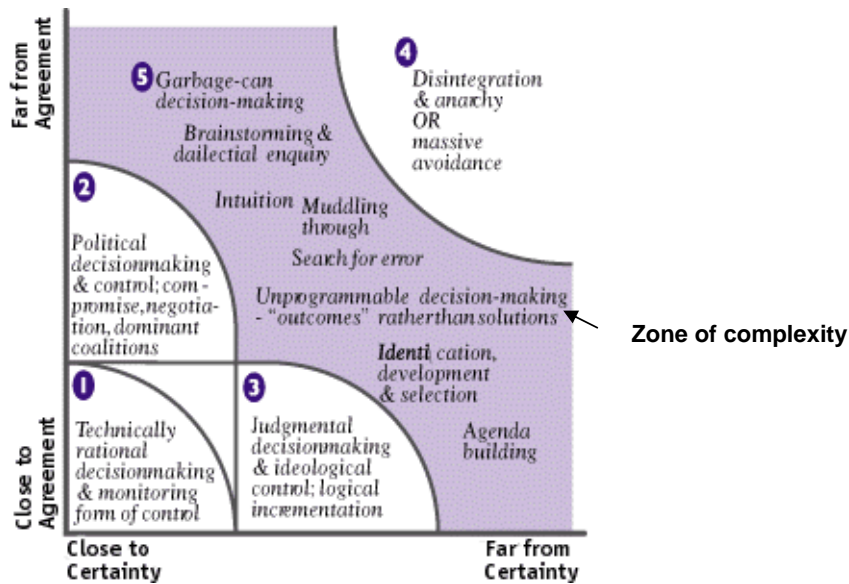 Far from
Agreement
5 Garbage-can
decision-making
Brainstorming &
dailectial enquiry
Intuition
Muddling
through
Search for error
Unprogrammable decision-making
- “outcomes” ratherthan solutions
Identi cation,
development
& selection
Agenda
building
4
Disintegration
& anarchy
OR
massive
avoidance
Zone of complexity
2
Political
decisionmaking
& control; com-
promise, negotia-
tion, dominant
coalitions
1
Technically
rational
decisionmaking
& monitoring
form of control
3
Judgmental
decisionmaking
& ideological
control; logical
incrementation
Close to
Agreement
Close to
Certainty
Far from
Certainty